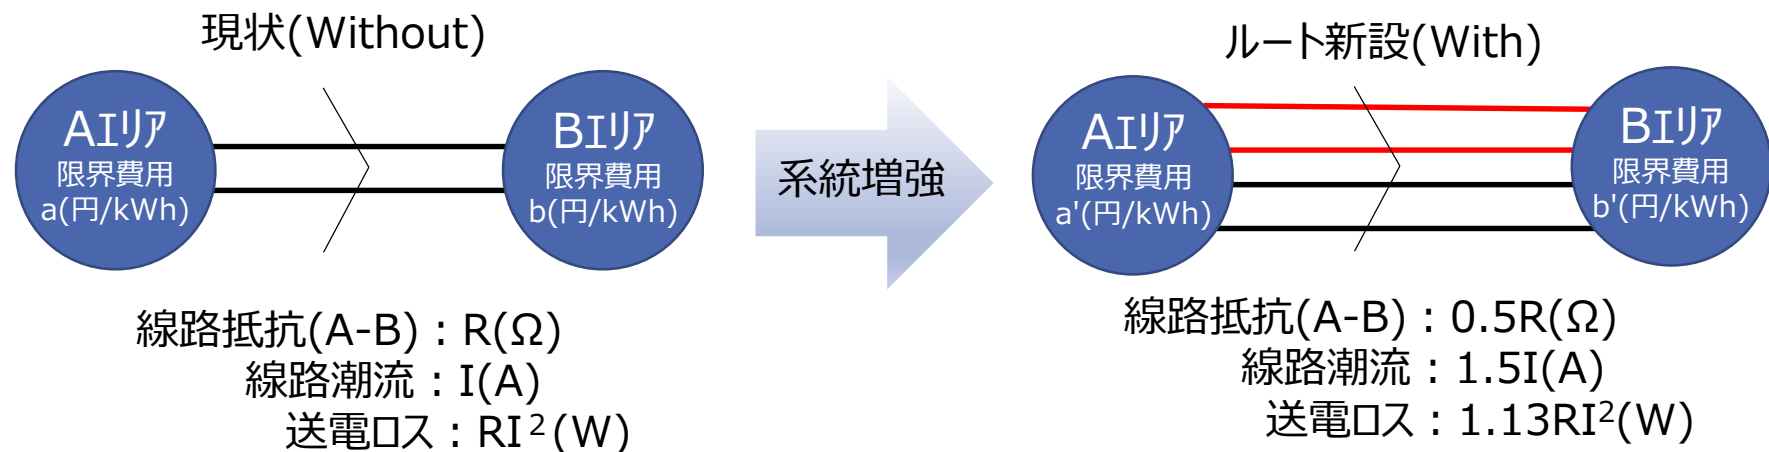 現状(Without)
Aエリア
限界費用
a(円/kWh)
Bエリア
限界費用
b(円/kWh)
線路抵抗(A-B)：R(Ω)
線路潮流：I(A)
送電ロス：RI²(W)
系統増強
ルート新設(With)
Aエリア
限界費用
a'(円/kWh)
Bエリア
限界費用
b'(円/kWh)
線路抵抗(A-B)：0.5R(Ω)
線路潮流：1.5I(A)
送電ロス：1.13RI²(W)